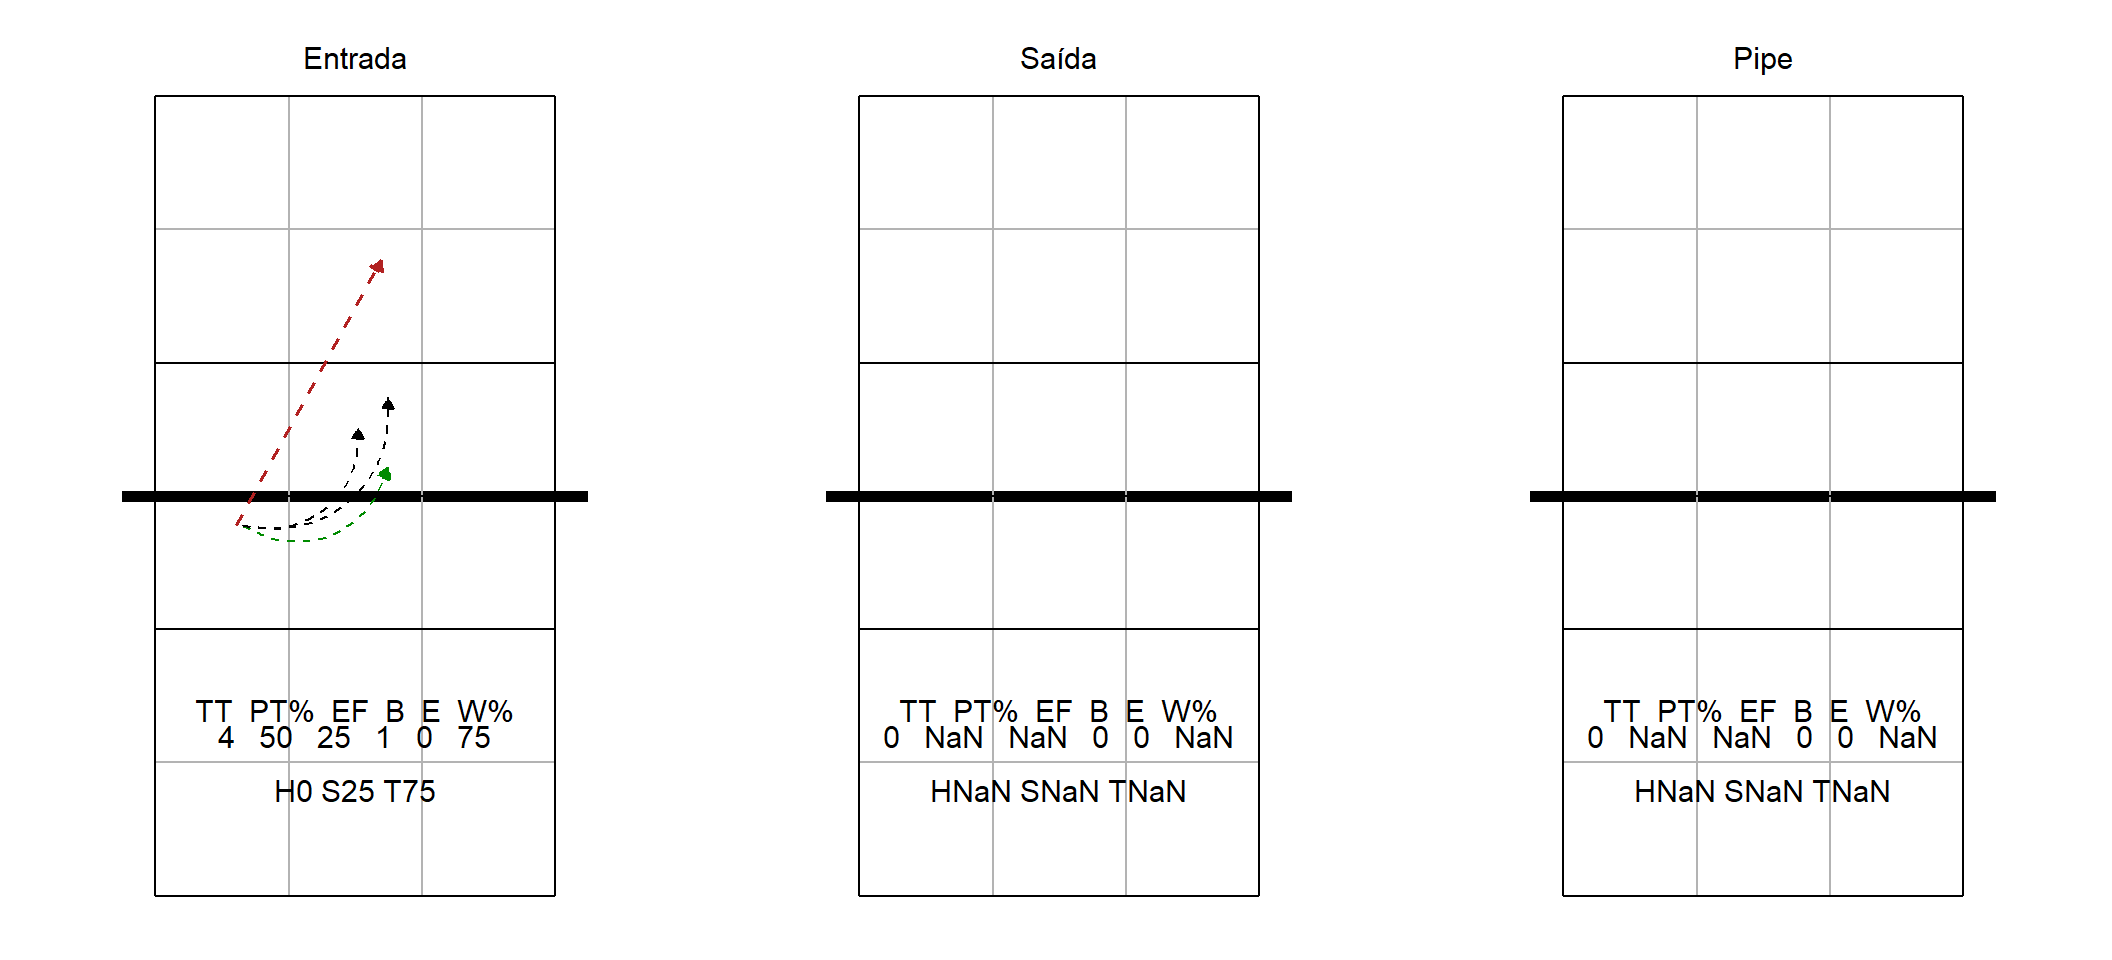 Entrada
TT PT% EF B E W%
4 50 25 1 0 75
H0 S25 T75
Saída
TT PT% EF B E W%
0 NaN NaN 0 0 NaN
HNaN SNaN TNaN
Pipe
TT PT% EF B E W%
0 NaN NaN 0 0 NaN
HNaN SNaN TNaN